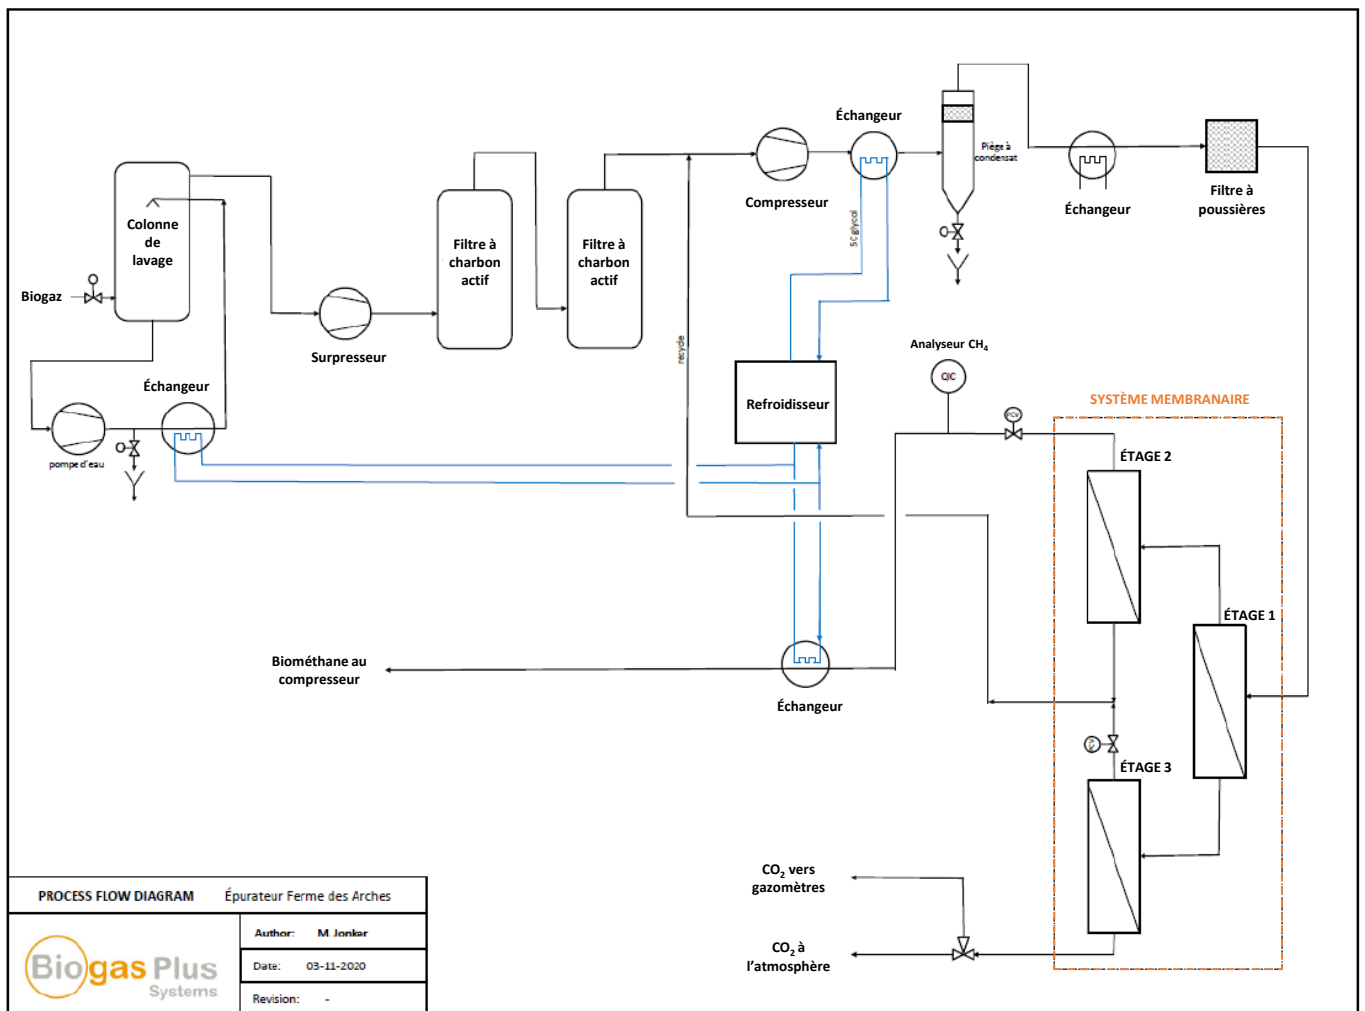 Échangeur
Piège à
condensat
Compresseur
Échangeur
Filtre à
poussières
Colonne
de
lavage
Filtre à
charbon
actif
Filtre à
charbon
actif
5C glycol
Biogaz
Surpresseur
recycle
Analyseur CH₄
QIC
Échangeur
Refroidisseur
SYSTÈME MEMBRANAIRE
PCV
pompe d'eau
ÉTAGE 2
ÉTAGE 1
Biométhane au
compresseur
Échangeur
PCV
ÉTAGE 3
CO₂ vers
gazomètres
CO₂ à
l'atmosphère
PROCESS FLOW DIAGRAM Épurateur Ferme des Arches
Biogas Plus
Systems
Author: M. Jonker
Date: 03-11-2020
Revision: -